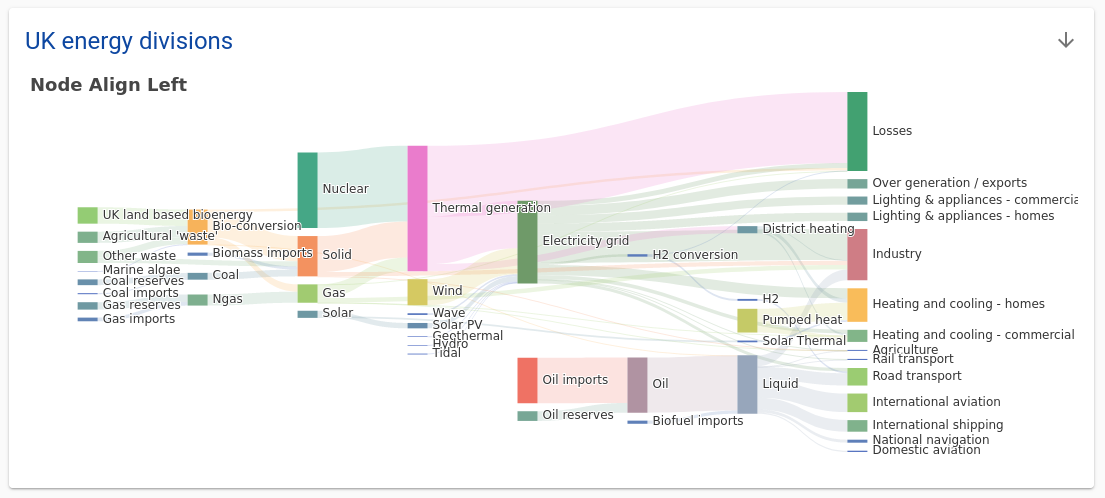 UK energy divisions
Node Align Left
Losses
Over generation / exports
Lighting & appliances - commercia
Lighting & appliances - homes
Industry
Heating and cooling - homes
Heating and cooling - commercial
Agriculture
Rail transport
Road transport
International aviation
International shipping
National navigation
Domestic aviation
District heating
H2
Pumped heat
Solar Thermal
Liquid
H2 conversion
Oil
Biofuel imports
Electricity grid
Oil imports
Oil reserves
Thermal generation
Wind
Wave
Solar PV
Geothermal
Hydro
Tidal
Nuclear
Solid
Gas
Solar
Bio-conversion
Biomass imports
Coal
Ngas
UK land based bioenergy
Agricultural 'waste'
Other waste
Marine algae
Coal reserves
Coal imports
Gas reserves
Gas imports